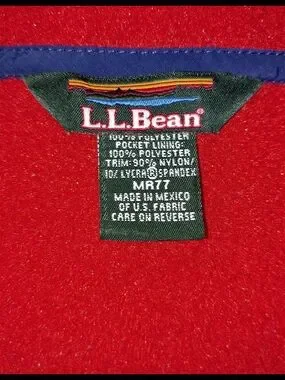 L.L.Bean®
100% POLYESTER
POCKET LINING:
100% POLYESTER
TRIM: 90% NYLON/
10% LYCRA® SPANDEX
MR77
MADE IN MEXICO
OF U.S. FABRIC
CARE ON REVERSE